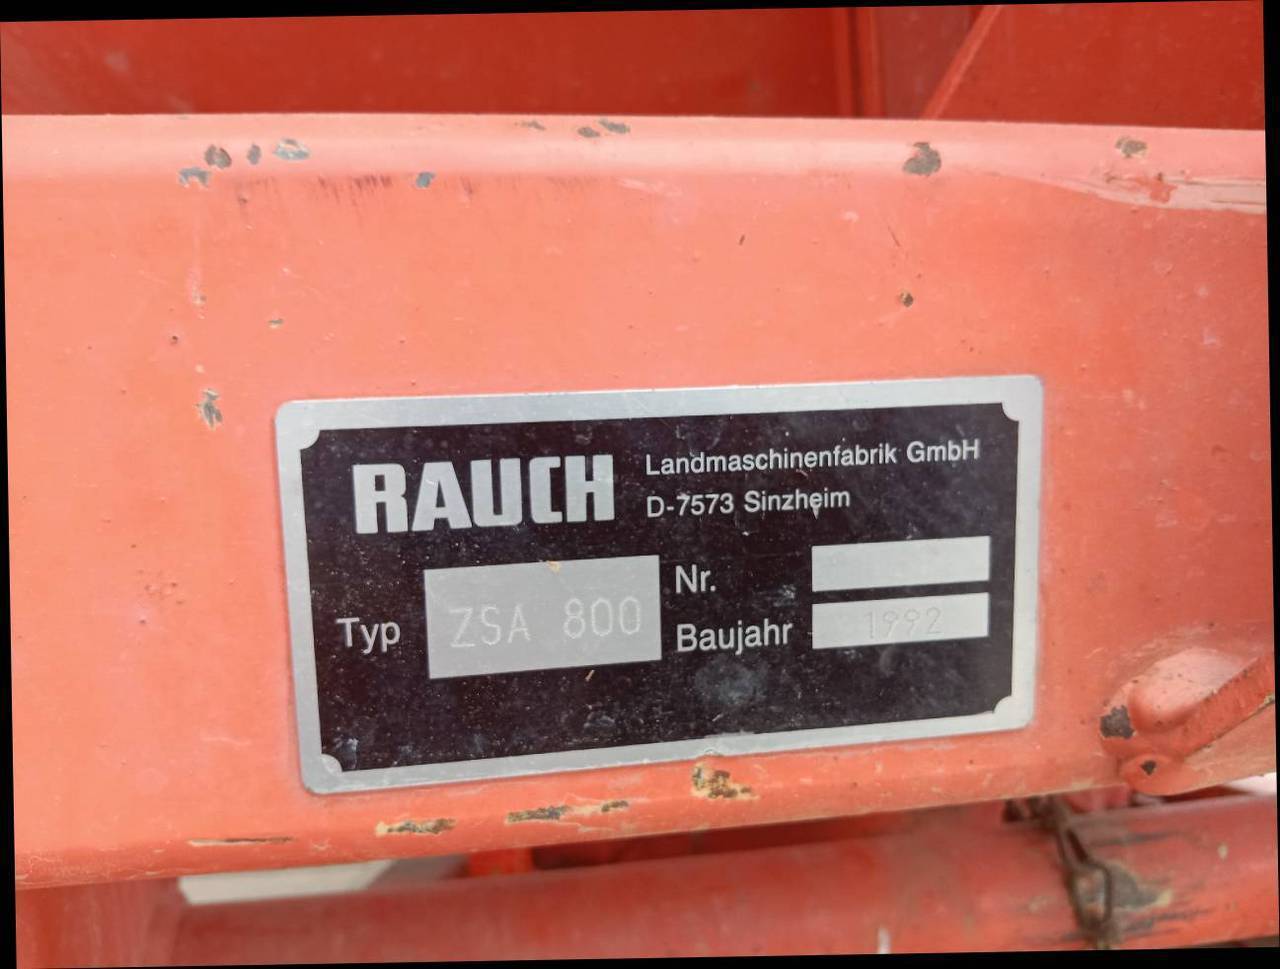 RAUCH
Landmaschinenfabrik GmbH
D-7573 Sinzheim
Typ ZSA 800
Nr.
Baujahr 1992